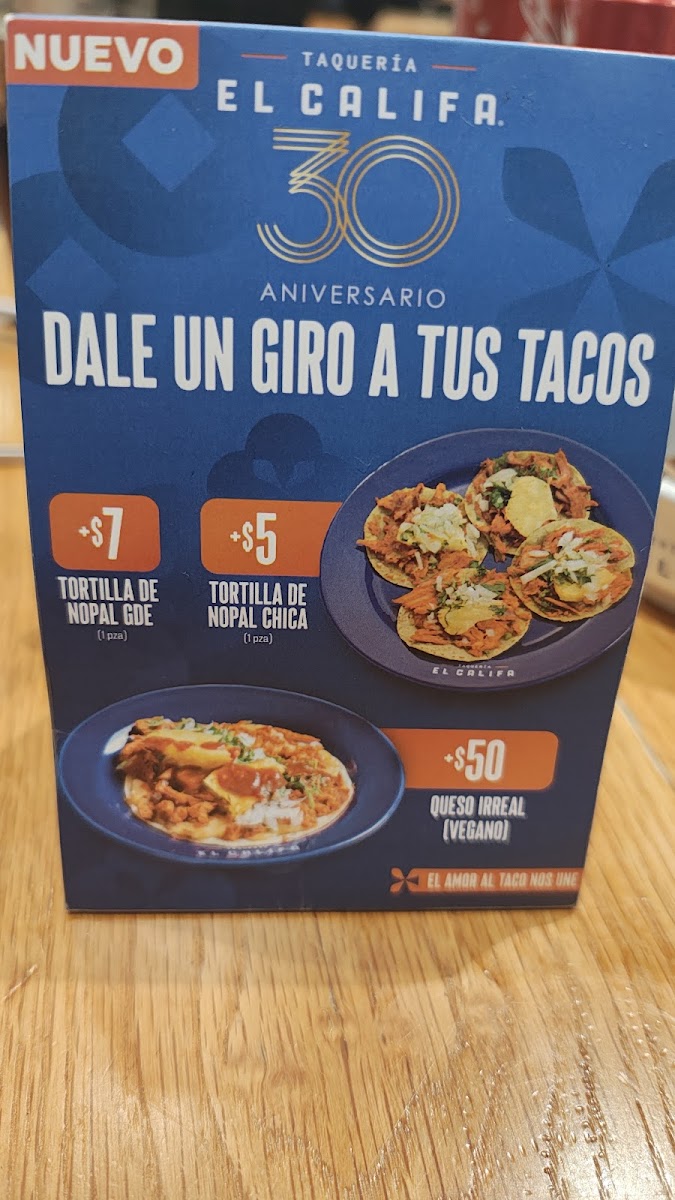 NUEVO
TAQUERÍA
EL CALIFA.
30
ANIVERSARIO
DALE UN GIRO A TUS TACOS
+$7
TORTILLA DE
NOPAL GDE
(1 pza)
+$5
TORTILLA DE
NOPAL CHICA
(1 pza)
TAQUERÍA
EL CALIFA
+$50
QUESO IRREAL
(VEGANO)
EL CALIFA
EL AMOR AL TACO NOS UNE